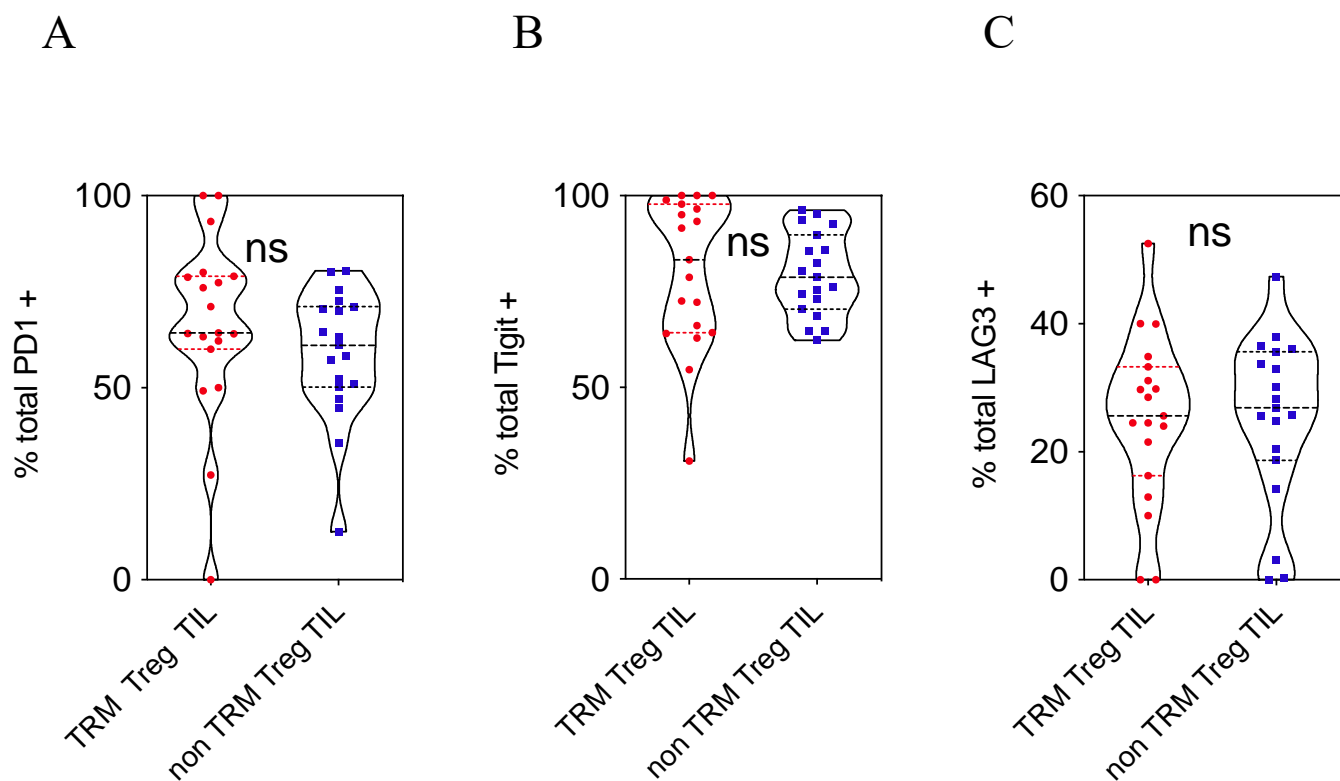 A
B
C
% total PD1 +
100
50
0
ns
TRM Treg TIL
non TRM Treg TIL
% total Tigit +
100
50
0
ns
TRM Treg TIL
non TRM Treg TIL
% total LAG3 +
60
40
20
0
ns
TRM Treg TIL
non TRM Treg TIL